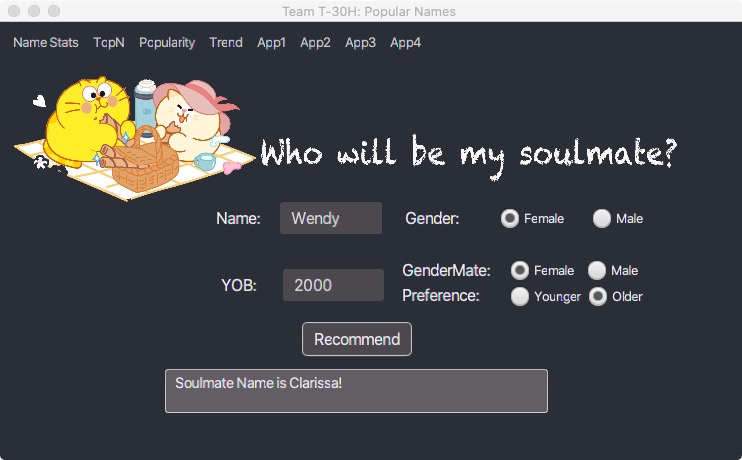 Team T-30H: Popular Names
Name Stats TopN Popularity Trend App1 App2 App3 App4
Who will be my soulmate?
Name: Wendy Gender: Female Male
YOB: 2000 GenderMate: Female Male
Preference: Younger Older
Recommend
Soulmate Name is Clarissa!